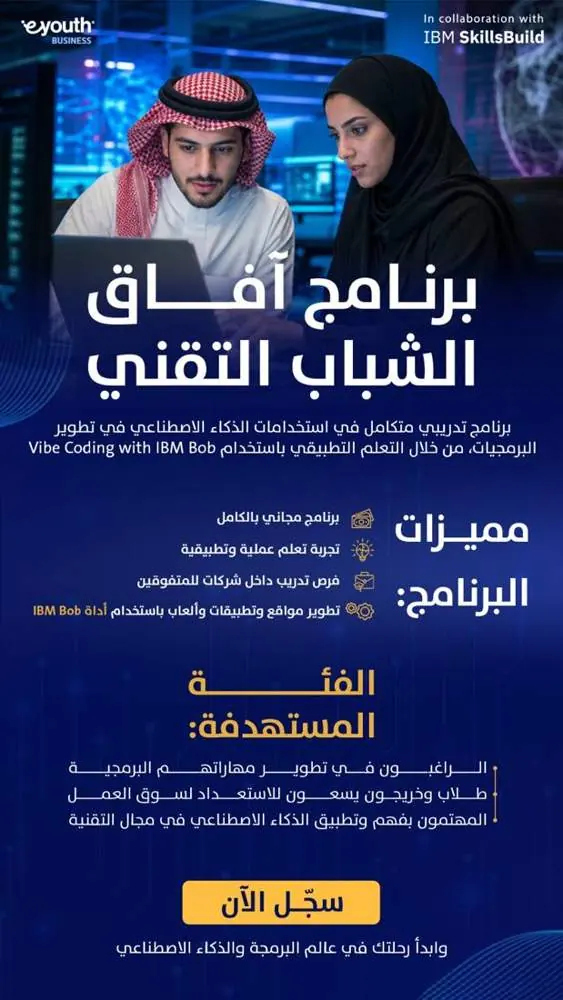 eyouth
BUSINESS
In collaboration with
IBM SkillsBuild
برنامج آفاق
الشباب التقني
برنامج تدريبي متكامل في استخدامات الذكاء الاصطناعي في تطوير
البرمجيات، من خلال التعلم التطبيقي باستخدام Vibe Coding with IBM Bob
مميزات
البرنامج:
برنامج مجاني بالكامل
تجربة تعلم عملية وتطبيقية
فرص تدريب داخل شركات للمتفوقين
تطوير مواقع وتطبيقات وألعاب باستخدام أداة IBM Bob
الفئة
المستهدفة:
الراغبون في تطوير مهاراتهم البرمجية
طلاب وخريجون يسعون للاستعداد لسوق العمل
المهتمون بفهم وتطبيق الذكاء الاصطناعي في مجال التقنية
سجّل الآن
وابدأ رحلتك في عالم البرمجة والذكاء الاصطناعي